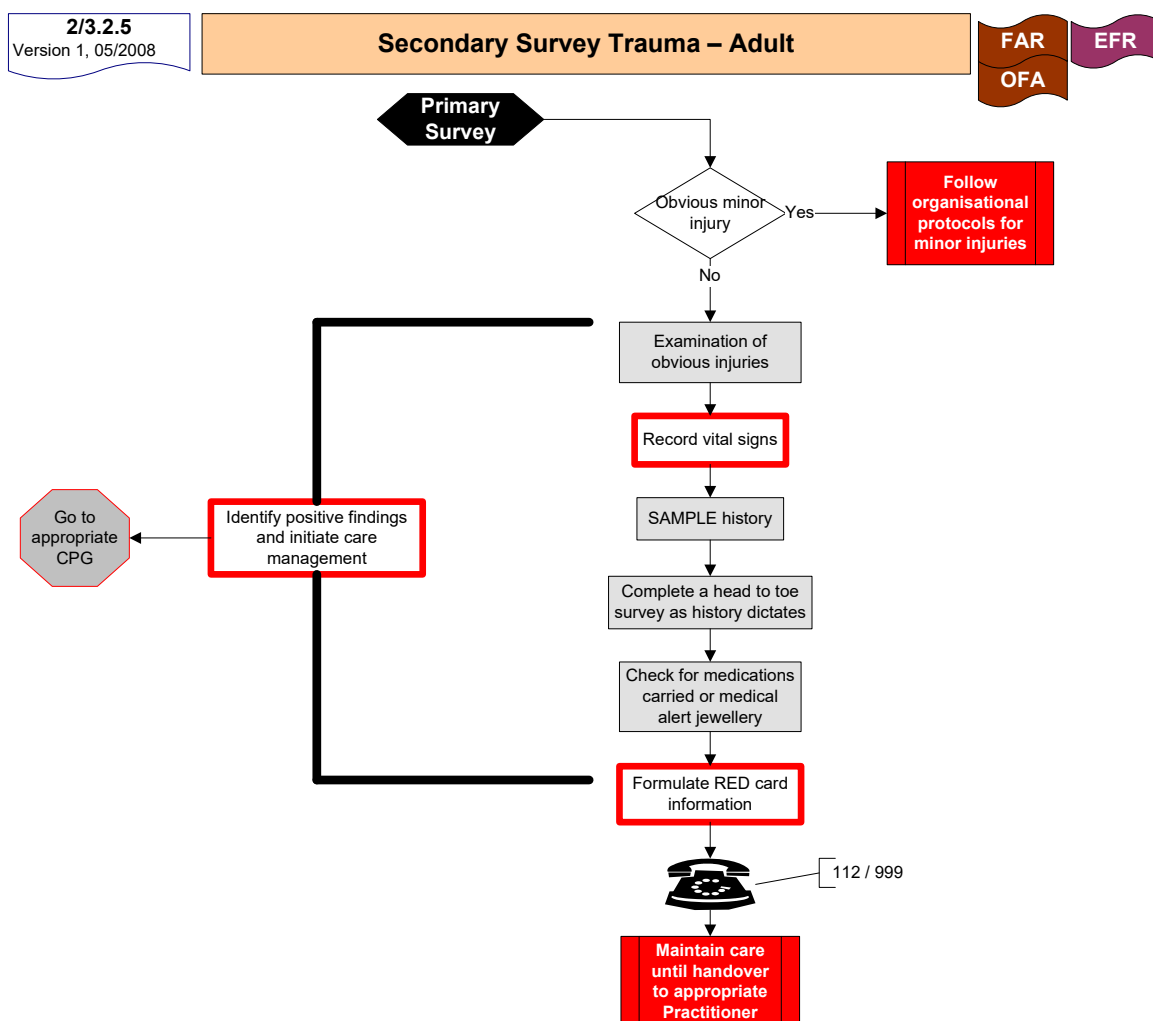 2/3.2.5
Version 1, 05/2008
Secondary Survey Trauma – Adult
FAR
EFR
OFA
Primary
Survey
Obvious minor
injury
Yes
Follow
organisational
protocols for
minor injuries
No
Examination of
obvious injuries
Record vital signs
SAMPLE history
Go to
appropriate
CPG
Identify positive findings
and initiate care
management
Complete a head to toe
survey as history dictates
Check for medications
carried or medical
alert jewellery
Formulate RED card
information
112 / 999
Maintain care
until handover
to appropriate
Practitioner